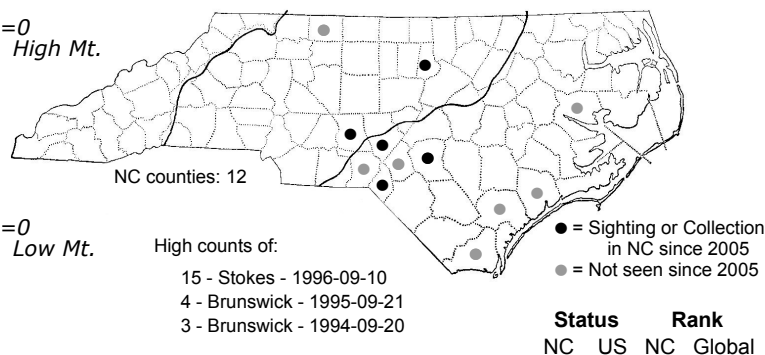 =0
High Mt.
NC counties: 12
=0
Low Mt.
High counts of:
15 - Stokes - 1996-09-10
4 - Brunswick - 1995-09-21
3 - Brunswick - 1994-09-20
● = Sighting or Collection
in NC since 2005
● = Not seen since 2005
Status Rank
NC US NC Global